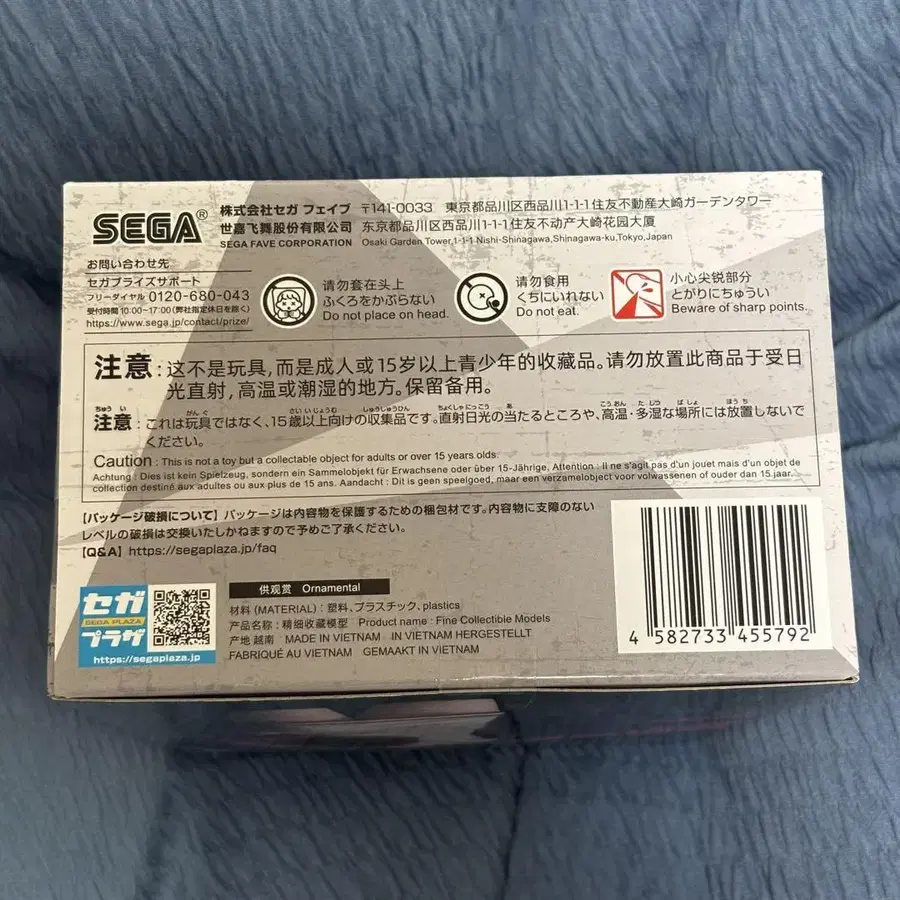 SEGA®
株式会社セガ フェイブ 〒141-0033 東京都品川区西品川1-1-1住友不動産大崎ガーデンタワー
世嘉飞舞股份有限公司 东京都品川区西品川1-1-1住友不动产大崎花园大厦
SEGA FAVE CORPORATION Osaki Garden Tower,1-1-1 Nishi-Shinagawa,Shinagawa-ku,Tokyo,Japan
お問い合わせ先
セガプライズサポート
フリーダイヤル 0120-680-043
受付時間 10:00~17:00 (弊社指定休日を除く)
https://www.sega.jp/contact/prize/
请勿套在头上
ふくろをかぶらない
Do not place on head.
请勿食用
くちにいれない
Do not eat.
小心尖锐部分
とがりにちゅうい
Beware of sharp points.
注意:这不是玩具,而是成人或15岁以上青少年的收藏品。请勿放置此商品于受日
光直射,高温或潮湿的地方。保留备用。
注意:これは玩具ではなく、15歳以上向けの収集品です。直射日光の当たるところや、高温・多湿な場所には放置しないで
ください。
Caution : This is not a toy but a collectable object for adults or over 15 years olds.
Achtung : Dies ist kein Spielzeug, sondern ein Sammelobjekt für Erwachsene oder über 15-Jährige. Attention : Il ne s'agit pas d'un jouet mais d'un objet de
collection destiné aux adultes ou aux plus de 15 ans. Aandacht : Dit is geen speelgoed, maar een verzamelobject voor volwassenen of ouder dan 15 jaar.
【パッケージ破損について】パッケージは内容物を保護するための梱包材です。内容物に支障のない
レベルの破損は交換いたしかねますので予めご了承ください。
【Q&A】https://segaplaza.jp/faq
セガ
SEGA PLAZA
プラザ
https://segaplaza.jp
供观赏 Ornamental
材料 (MATERIAL) : 塑料、プラスチック、plastics
产品名称 : 精细收藏模型 Product name : Fine Collectible Models
产地 越南 MADE IN VIETNAM IN VIETNAM HERGESTELLT
FABRIQUÉ AU VIETNAM GEMAAKT IN VIETNAM
4 582733 455792